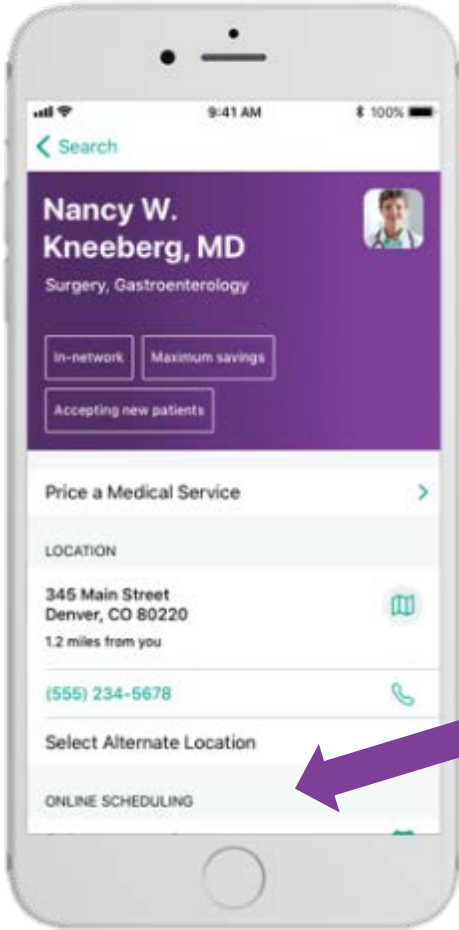 9:41 AM
100%
Search
Nancy W.
Kneeberg, MD
Surgery, Gastroenterology
In-network
Maximum savings
Accepting new patients
Price a Medical Service
LOCATION
345 Main Street
Denver, CO 80220
1.2 miles from you
(555) 234-5678
Select Alternate Location
ONLINE SCHEDULING